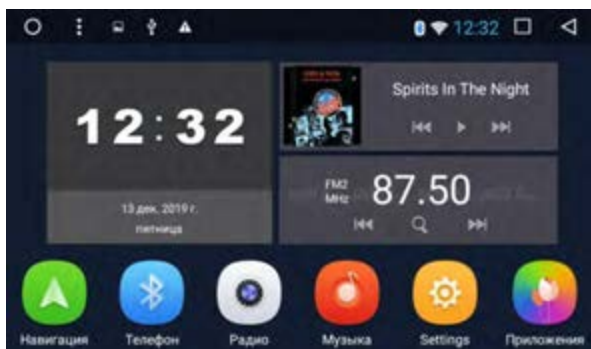 12:32
12:32
13 дек. 2019 г.
пятница
Spirits In The Night
FM2
MHz
87.50
Навигация
Телефон
Радио
Музыка
Settings
Приложения